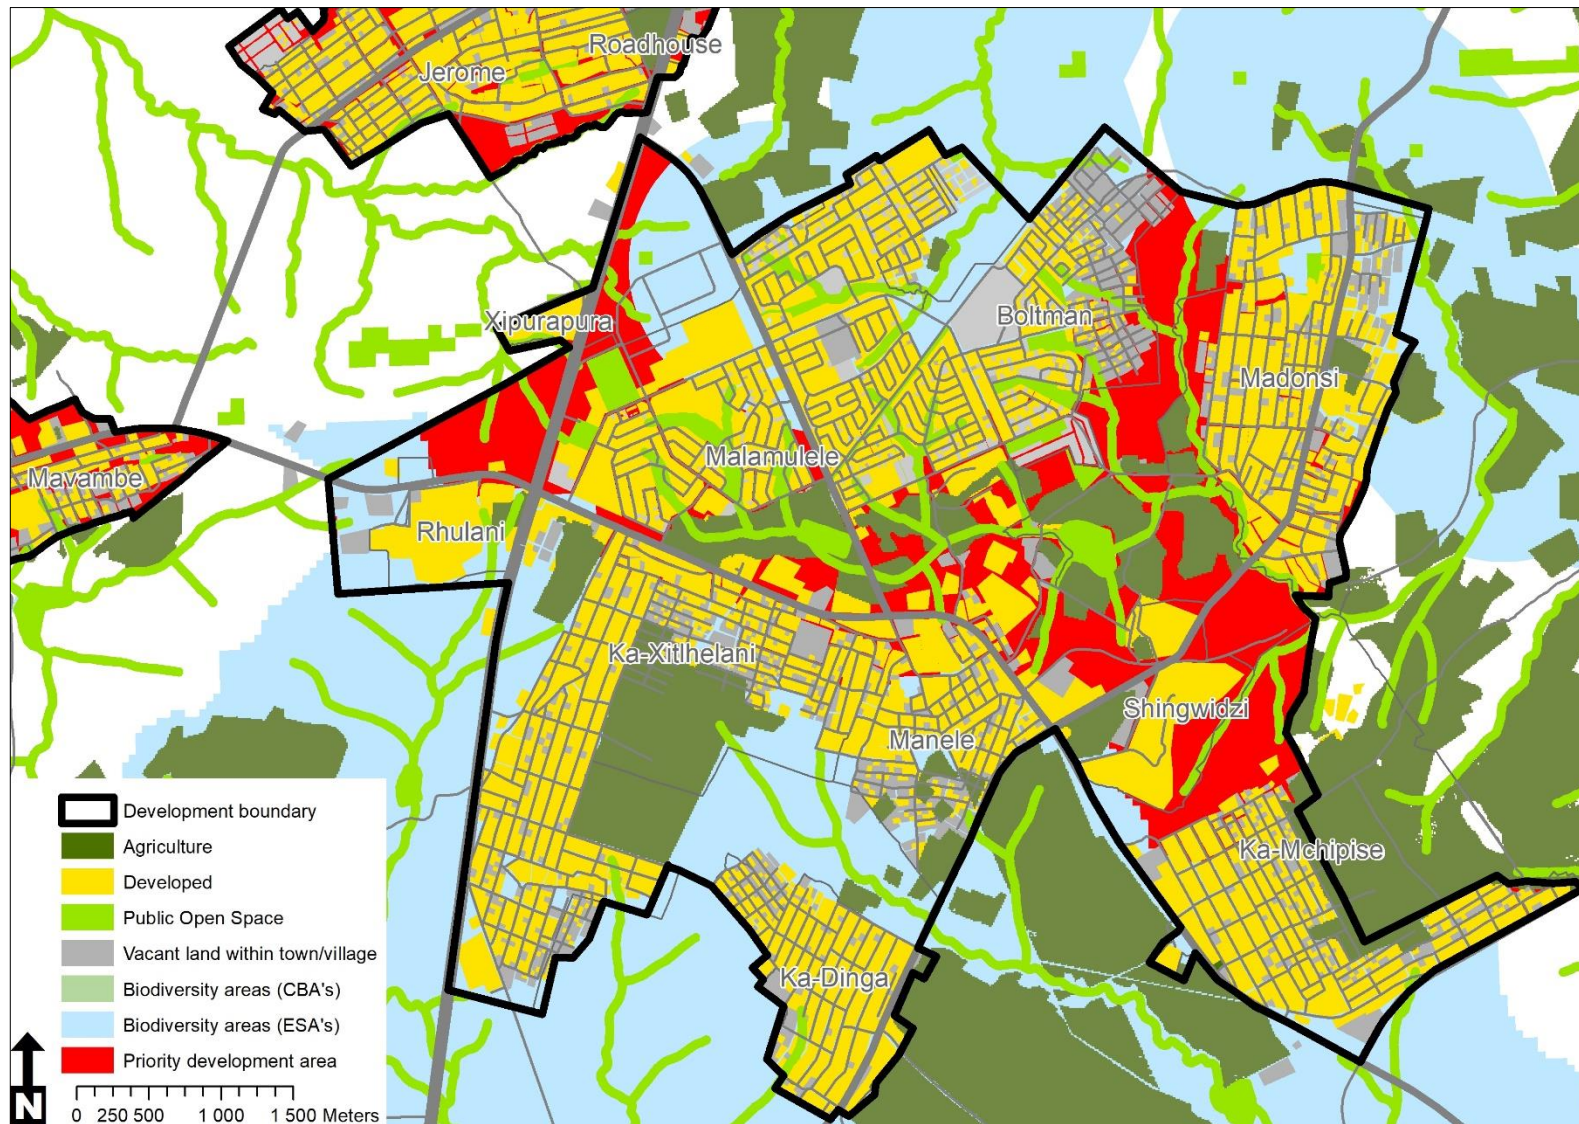 Roadhouse
Jerome
Xipurapura
Boltman
Madonsi
Malamulele
Mavambe
Rhulani
Ka-Xitlhelani
Shingwidzi
Manele
Ka-Mchipise
Ka-Dinga
Development boundary
Agriculture
Developed
Public Open Space
Vacant land within town/village
Biodiversity areas (CBA's)
Biodiversity areas (ESA's)
Priority development area
N
0 250 500 1 000 1 500 Meters